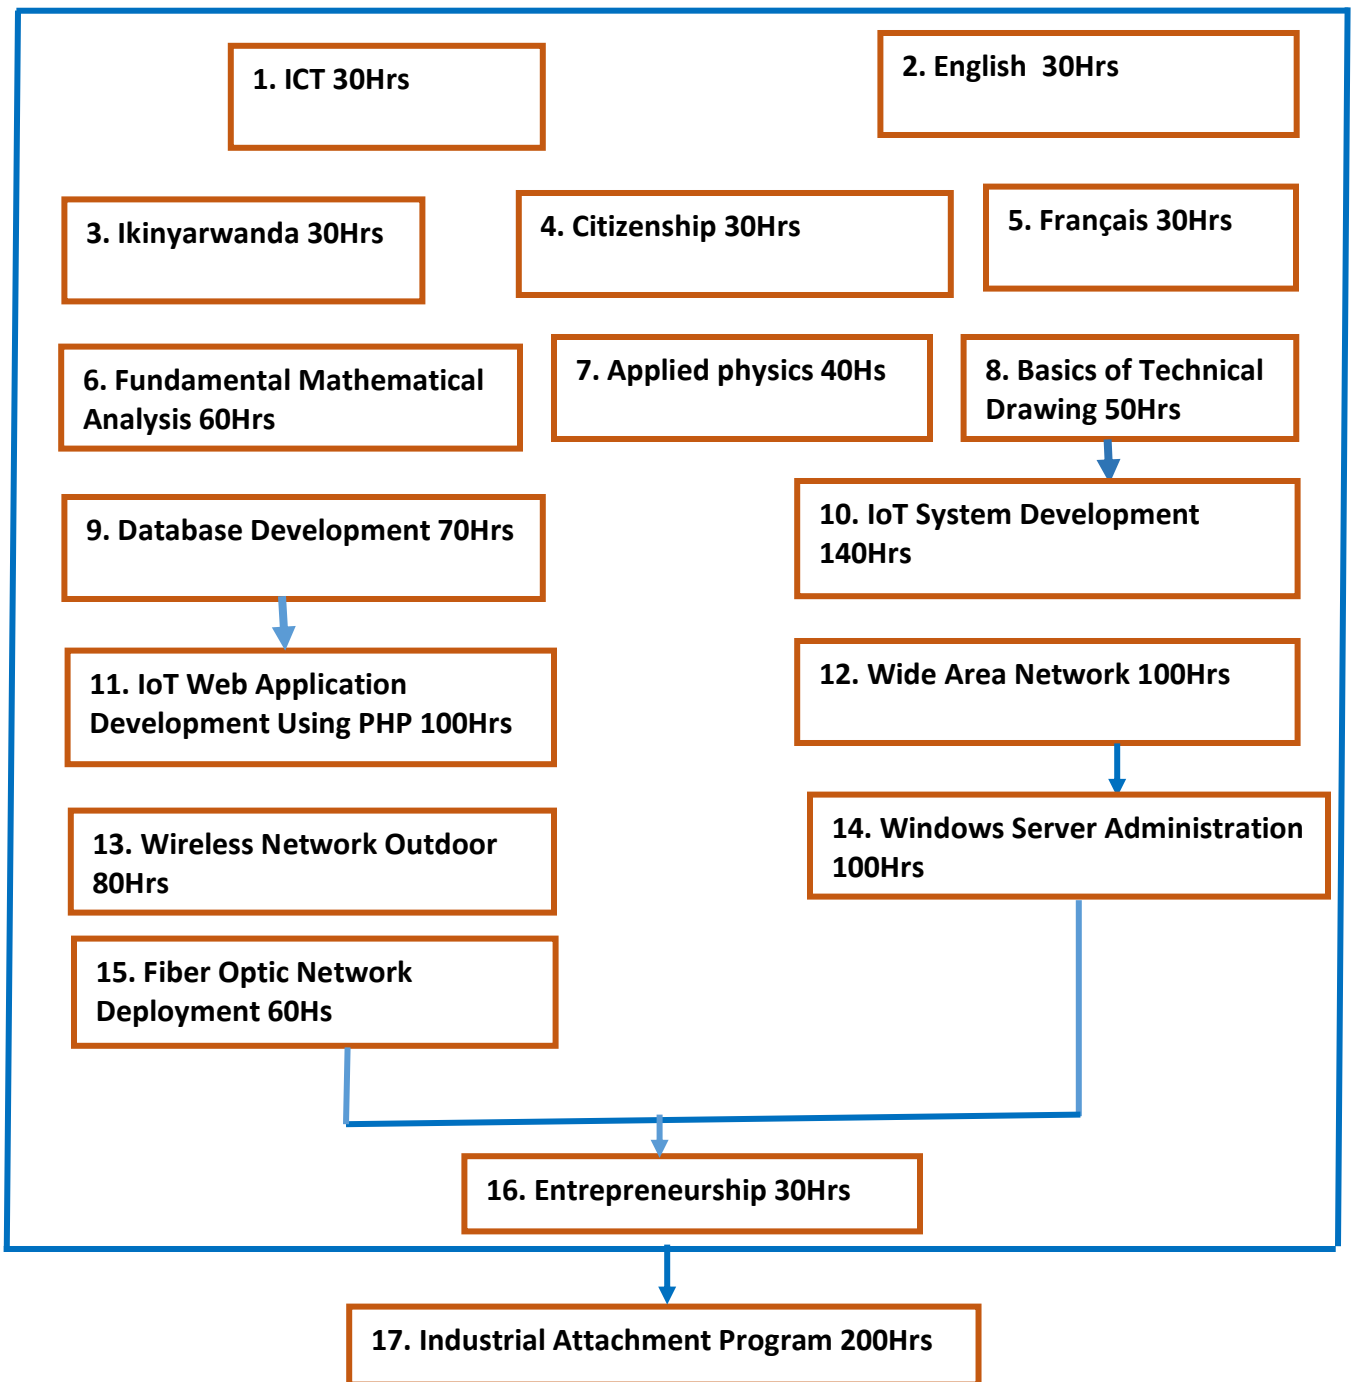 1. ICT 30Hrs
2. English  30Hrs
3. Ikinyarwanda 30Hrs
4. Citizenship 30Hrs
5. Français 30Hrs
6. Fundamental Mathematical
Analysis 60Hrs
7. Applied physics 40Hs
8. Basics of Technical
Drawing 50Hrs
9. Database Development 70Hrs
10. IoT System Development
140Hrs
11. IoT Web Application
Development Using PHP 100Hrs
12. Wide Area Network 100Hrs
13. Wireless Network Outdoor
80Hrs
14. Windows Server Administration
100Hrs
15. Fiber Optic Network
Deployment 60Hs
16. Entrepreneurship 30Hrs
17. Industrial Attachment Program 200Hrs